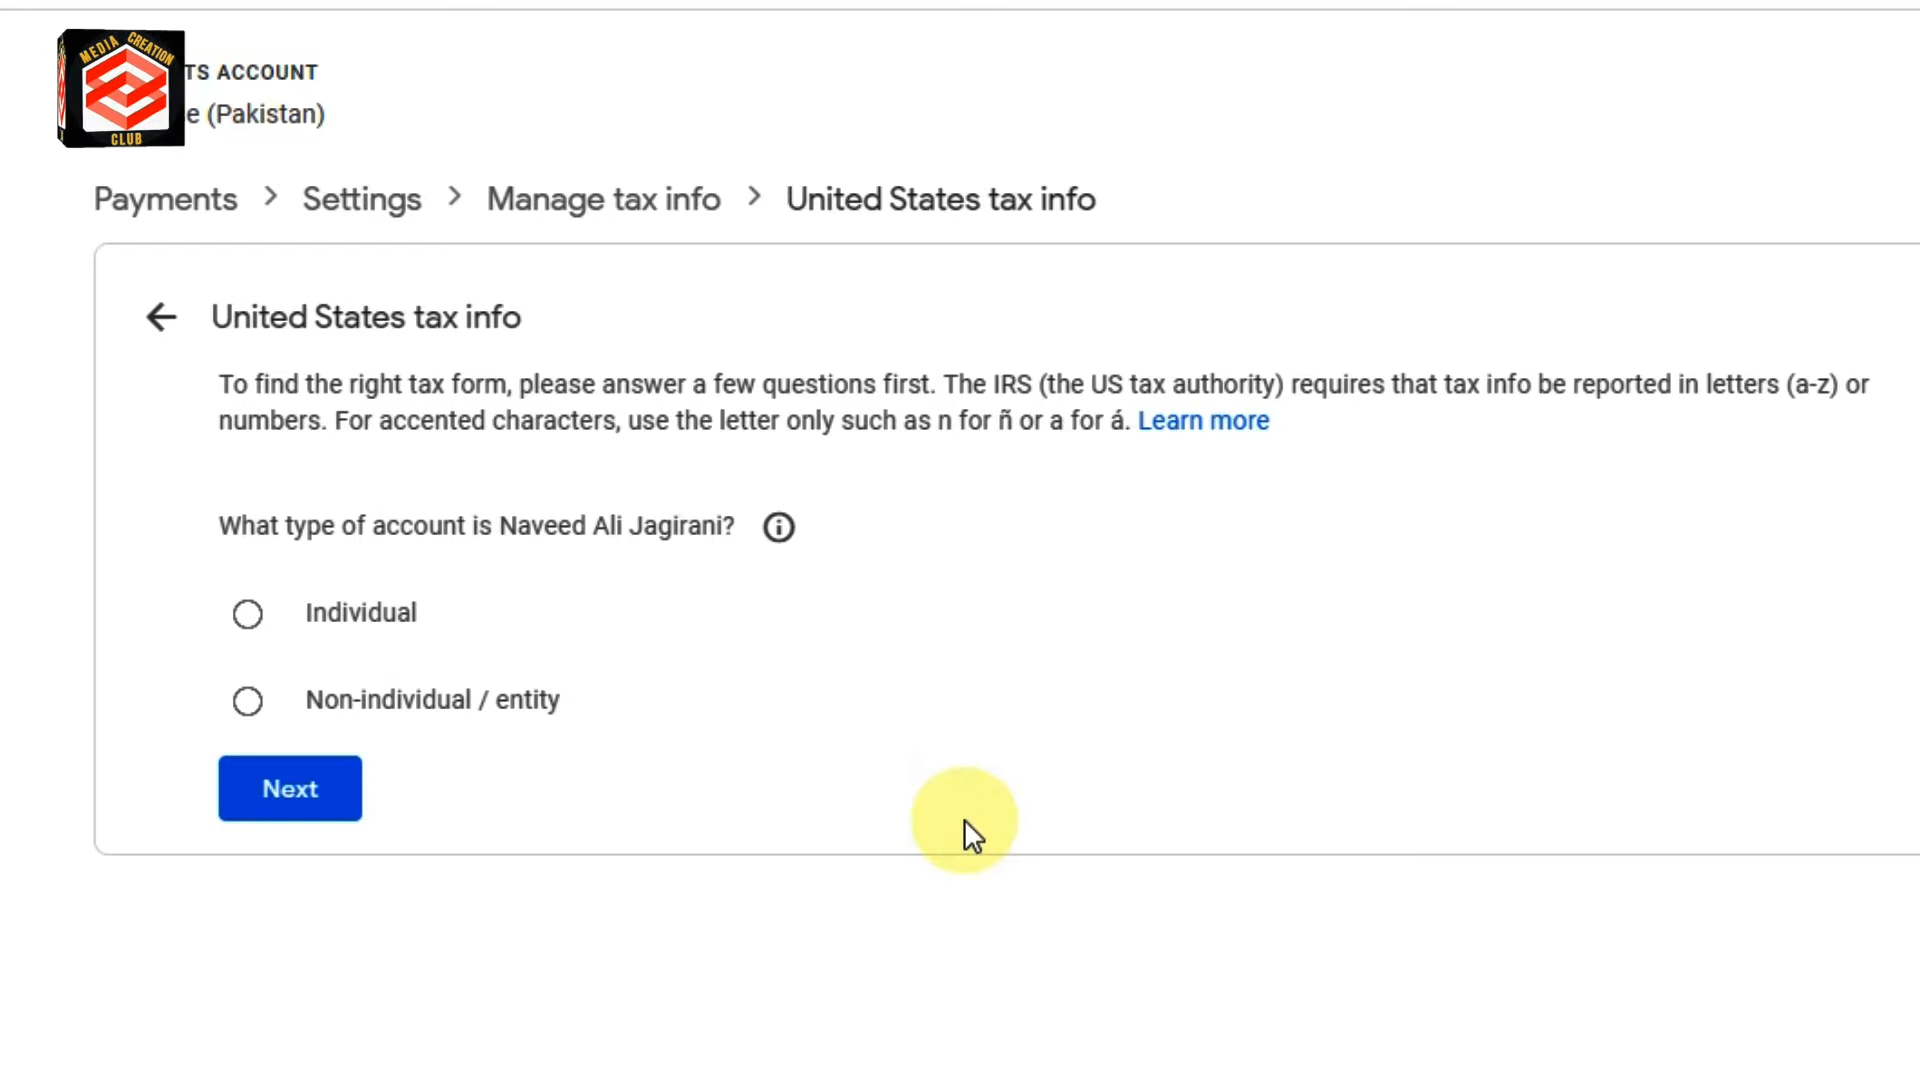 MEDIA CREATION
CLUB
TS ACCOUNT
e (Pakistan)
Payments > Settings > Manage tax info > United States tax info
United States tax info
To find the right tax form, please answer a few questions first. The IRS (the US tax authority) requires that tax info be reported in letters (a-z) or
numbers. For accented characters, use the letter only such as n for ñ or a for á. Learn more
What type of account is Naveed Ali Jagirani?
Individual
Non-individual / entity
Next